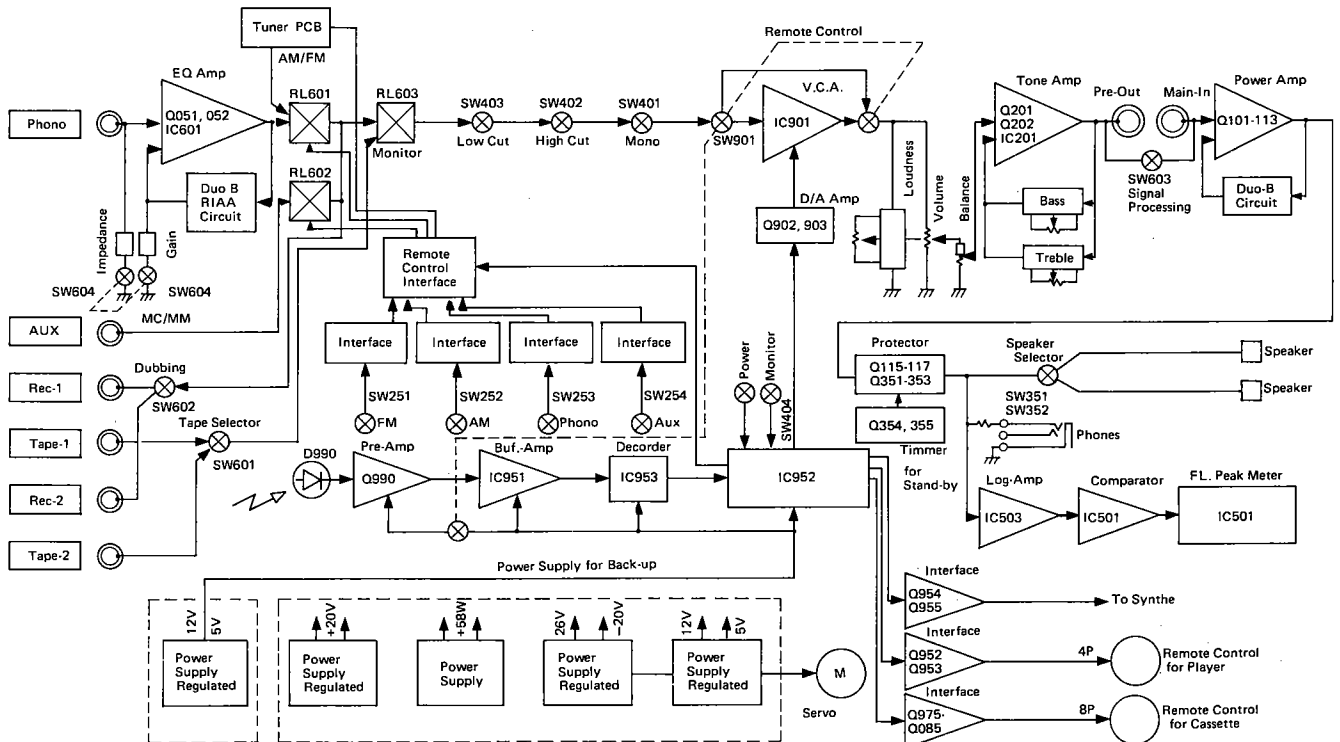 Tuner PCB
AM/FM
EQ Amp
Q051, 052
IC601
Phono
RL601
RL603
Monitor
RL602
Duo B
RIAA
Circuit
Impedance
Gain
SW604
SW604
MC/MM
SW403
Low Cut
SW402
High Cut
SW401
Mono
Remote Control
V.C.A.
SW901
IC901
D/A Amp
Q902, 903
Loudness
Volume
Balance
Tone Amp
Q201
Q202
IC201
Bass
Treble
Pre-Out
Main-In
SW603
Signal
Processing
Power Amp
Q101-113
Duo-B
Circuit
Remote
Control
Interface
AUX
Rec-1
Dubbing
SW602
Tape-1
Tape Selector
SW601
Rec-2
Tape-2
Interface
Interface
Interface
Interface
SW251
FM
SW252
AM
SW253
Phono
SW254
Aux
D990
Pre-Amp
Q990
Buf.-Amp
IC951
Decorder
IC953
Power
Monitor
SW404
IC952
Protector
Q115-117
Q351-353
Q354, 355
Timmer
for
Stand-by
Speaker
Selector
SW351
SW352
Speaker
Speaker
Phones
Log-Amp
IC503
Comparator
IC501
FL. Peak Meter
IC501
Power Supply for Back-up
12V
5V
Power
Supply
Regulated
+20V
Power
Supply
Regulated
+58W
Power
Supply
26V
-20V
Power
Supply
Regulated
12V
5V
Power
Supply
Regulated
M
Servo
Interface
Q954
Q955
To Synthe
Interface
Q952
Q953
4P
Remote Control
for Player
Interface
Q975-
Q085
8P
Remote Control
for Cassette